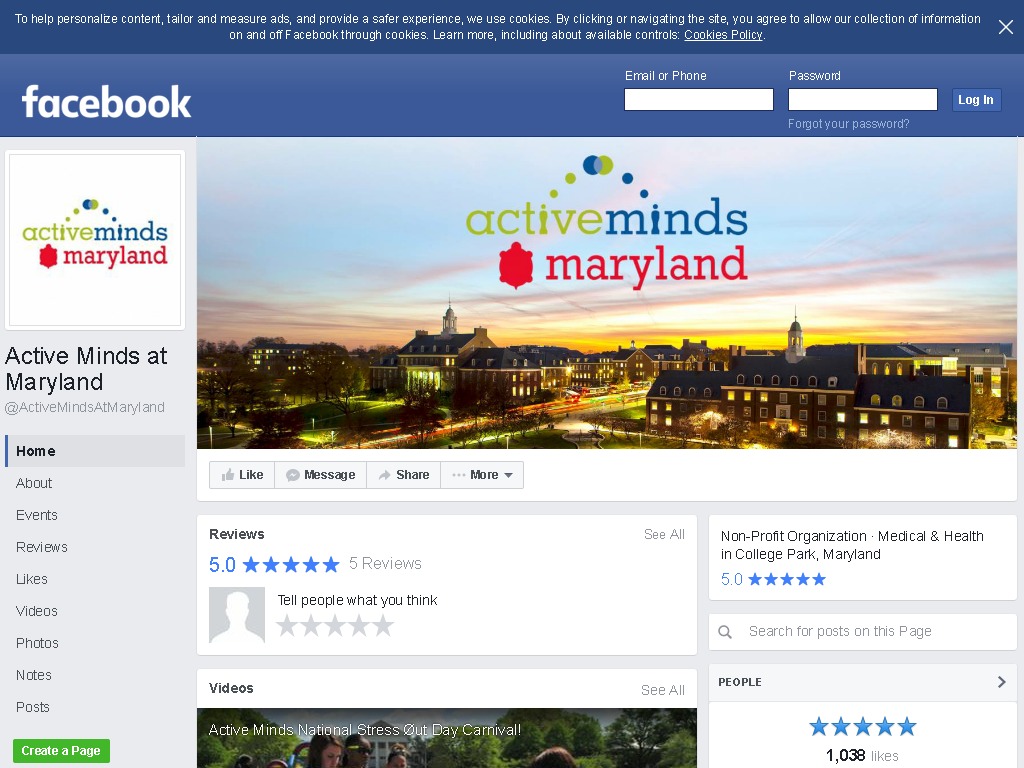 To help personalize content, tailor and measure ads, and provide a safer experience, we use cookies. By clicking or navigating the site, you agree to allow our collection of information
on and off Facebook through cookies. Learn more, including about available controls: Cookies Policy.
facebook
Email or Phone
Password
Log In
Forgot your password?
activeminds
maryland
activeminds
maryland
Active Minds at
Maryland
@ActiveMindsAtMaryland
Home
About
Events
Reviews
Likes
Videos
Photos
Notes
Posts
Create a Page
Like
Message
Share
More
Reviews
See All
5.0
5 Reviews
Tell people what you think
Videos
See All
Active Minds National Stress Øut Day Carnival!
Non-Profit Organization · Medical & Health
in College Park, Maryland
5.0
Search for posts on this Page
PEOPLE
1,038 likes